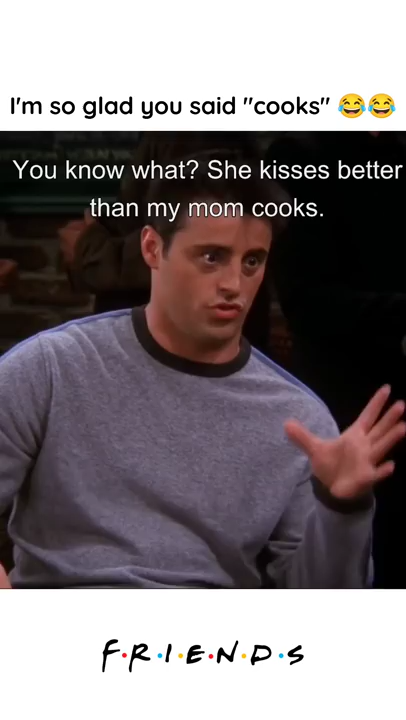 I'm so glad you said "cooks" 😂😂
You know what? She kisses better
than my mom cooks.
F·R·I·E·N·D·S